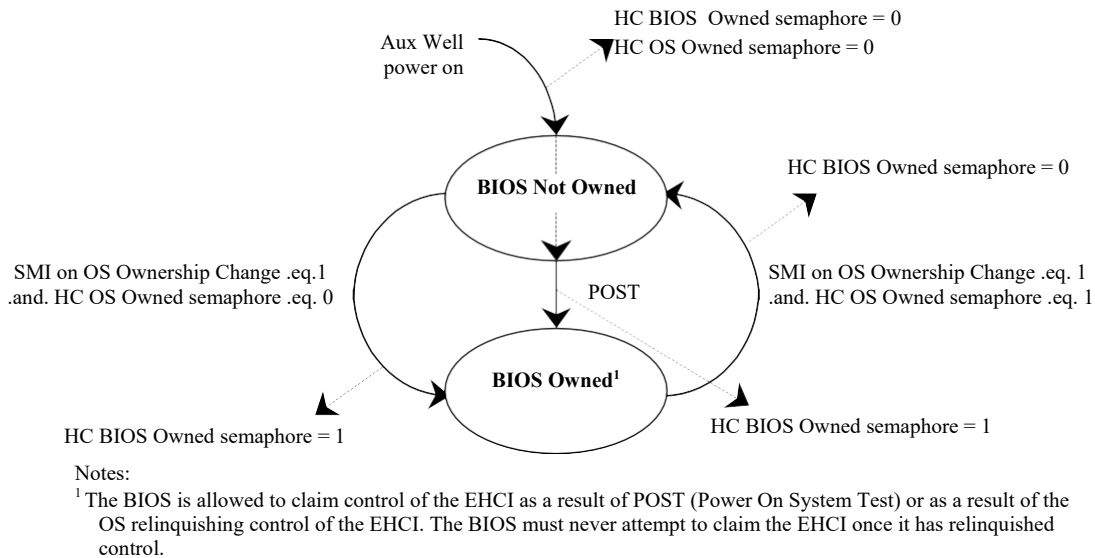 HC BIOS Owned semaphore = 0
HC OS Owned semaphore = 0
Aux Well
power on
BIOS Not Owned
HC BIOS Owned semaphore = 0
SMI on OS Ownership Change .eq.1
.and. HC OS Owned semaphore .eq. 0
POST
SMI on OS Ownership Change .eq. 1
.and. HC OS Owned semaphore .eq. 1
BIOS Owned¹
HC BIOS Owned semaphore = 1
HC BIOS Owned semaphore = 1
Notes:
¹ The BIOS is allowed to claim control of the EHCI as a result of POST (Power On System Test) or as a result of the
OS relinquishing control of the EHCI. The BIOS must never attempt to claim the EHCI once it has relinquished
control.